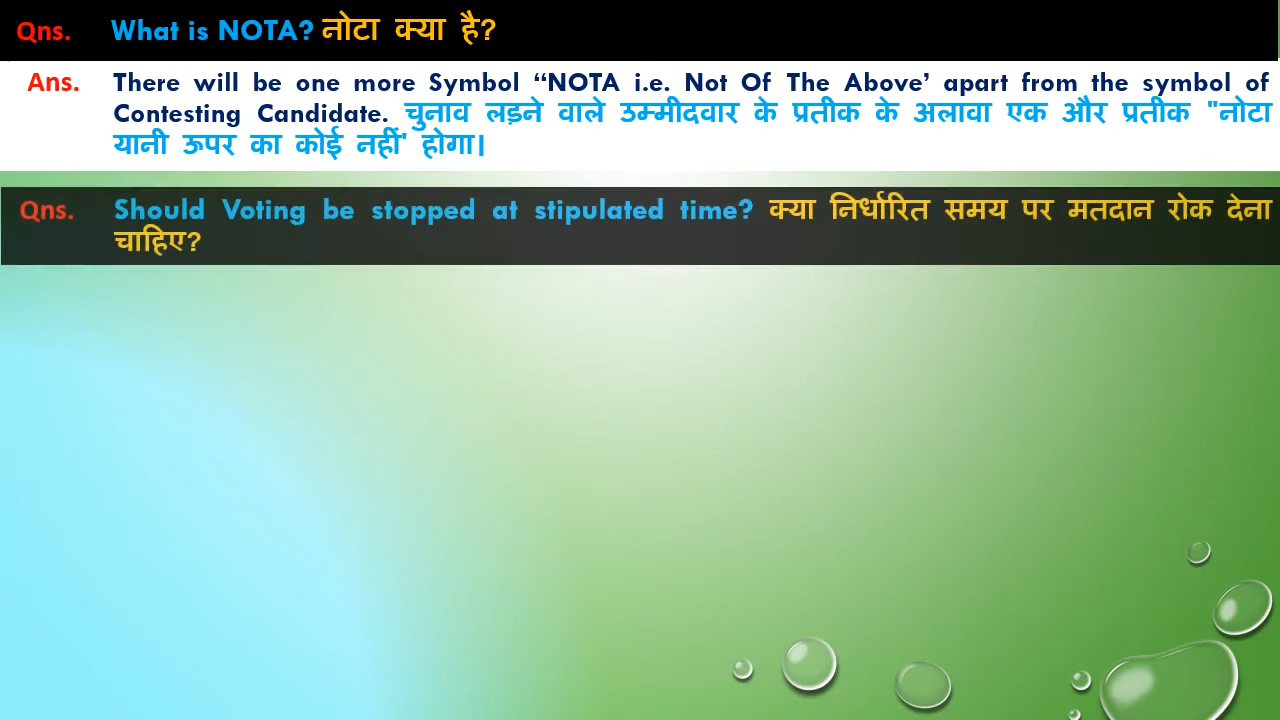 Qns. What is NOTA? नोटा क्या है?
Ans. There will be one more Symbol “NOTA i.e. Not Of The Above’ apart from the symbol of
Contesting Candidate. चुनाव लड़ने वाले उम्मीदवार के प्रतीक के अलावा एक और प्रतीक "नोटा
यानी ऊपर का कोई नहीं' होगा।
Qns. Should Voting be stopped at stipulated time? क्या निर्धारित समय पर मतदान रोक देना
चाहिए?